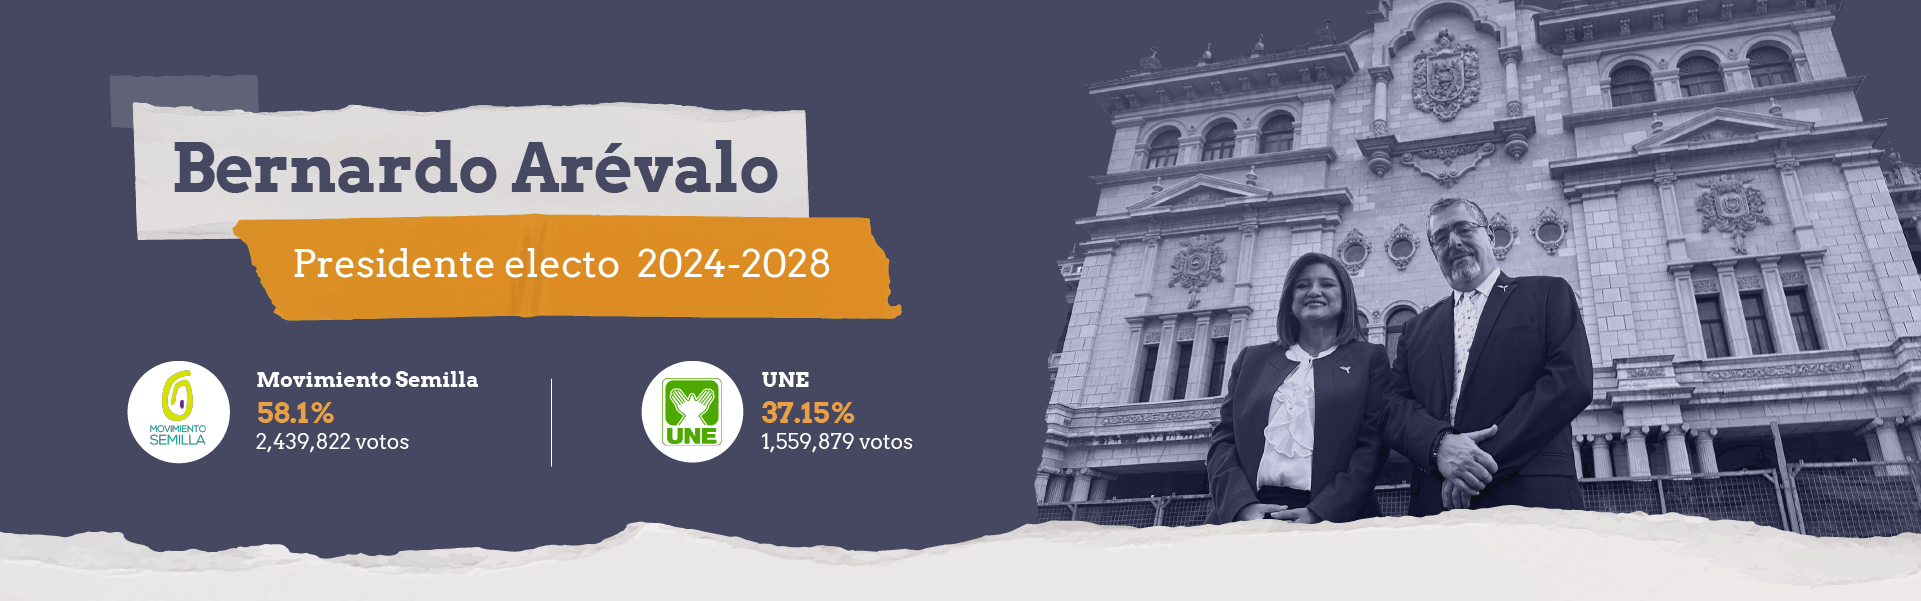 Bernardo Arévalo
Presidente electo 2024-2028
MOVIMIENTO
SEMILLA
Movimiento Semilla
58.1%
2,439,822 votos
UNE
UNE
37.15%
1,559,879 votos